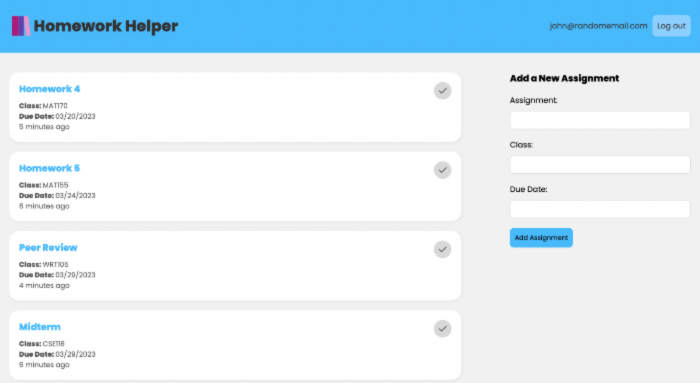 Homework Helper
john@randomemail.com Log out
Homework 4
Class: MAT170
Due Date: 03/20/2023
5 minutes ago
Homework 5
Class: MAT155
Due Date: 03/24/2023
6 minutes ago
Peer Review
Class: WRT105
Due Date: 03/29/2023
4 minutes ago
Midterm
Class: CSE116
Due Date: 03/29/2023
6 minutes ago
Add a New Assignment
Assignment:
Class:
Due Date:
Add Assignment